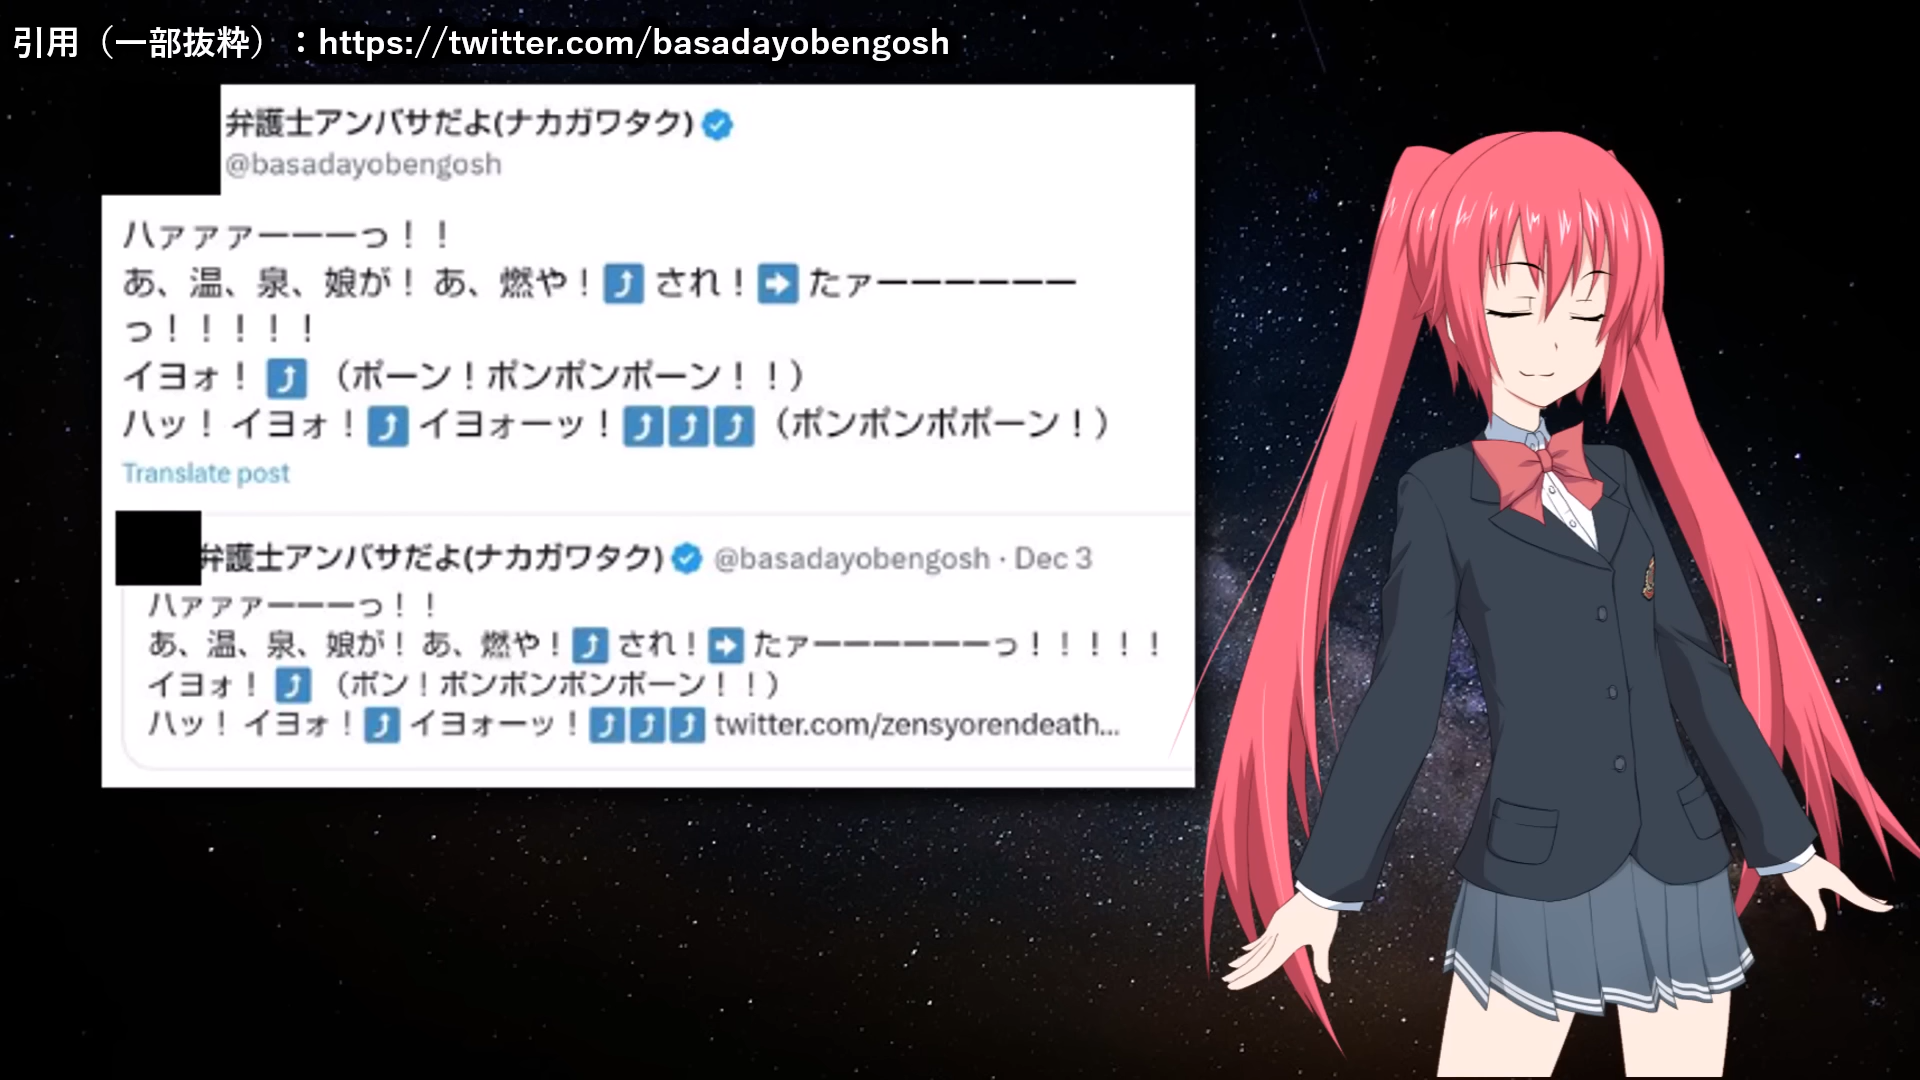 引用（一部抜粋）：https://twitter.com/basadayobengosh
弁護士アンバサだよ(ナカガワタク)
@basadayobengosh
ハァァァーーーっ！！
あ、温、泉、娘が！ あ、燃や！⤴️ され！➡️ たァーーーーーー
っ！！！！！
イヨォ！⤴️（ポーン！ポンポンポーン！！）
ハッ！ イヨォ！⤴️ イヨォーッ！⤴️⤴️⤴️（ポンポンポポーン！）
Translate post
弁護士アンバサだよ(ナカガワタク) @basadayobengosh · Dec 3
ハァァァーーーっ！！
あ、温、泉、娘が！ あ、燃や！⤴️ され！➡️ たァーーーーーーっ！！！！！
イヨォ！⤴️（ポン！ポンポンポンポーン！！）
ハッ！ イヨォ！⤴️ イヨォーッ！⤴️⤴️⤴️ twitter.com/zensyorendeath…